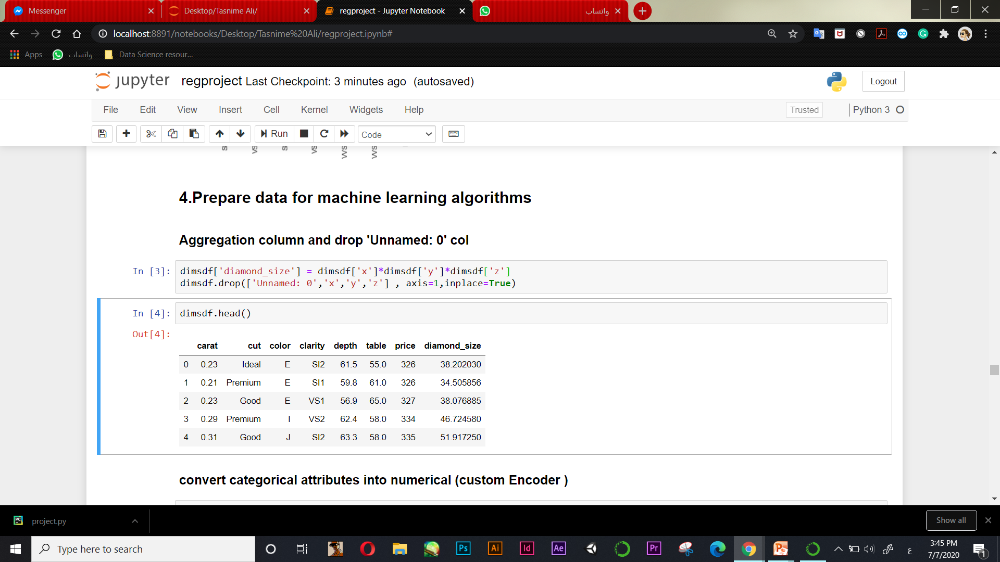 Messenger
Desktop/Tasnime Ali/
regproject - Jupyter Notebook
واتساب
localhost:8891/notebooks/Desktop/Tasnime%20Ali/regproject.ipynb#
Apps
واتساب
Data Science resour...
jupyter
regproject Last Checkpoint: 3 minutes ago (autosaved)
Logout
File Edit View Insert Cell Kernel Widgets Help
Trusted
Python 3
Run
Code
4.Prepare data for machine learning algorithms
Aggregation column and drop 'Unnamed: 0' col
In [3]: dimsdf['diamond_size'] = dimsdf['x']*dimsdf['y']*dimsdf['z']
dimsdf.drop(['Unnamed: 0','x','y','z'] , axis=1,inplace=True)
In [4]: dimsdf.head()
Out[4]:
carat cut color clarity depth table price diamond_size
0 0.23 Ideal E SI2 61.5 55.0 326 38.202030
1 0.21 Premium E SI1 59.8 61.0 326 34.505856
2 0.23 Good E VS1 56.9 65.0 327 38.076885
3 0.29 Premium I VS2 62.4 58.0 334 46.724580
4 0.31 Good J SI2 63.3 58.0 335 51.917250
convert categorical attributes into numerical (custom Encoder )
project.py
Show all
Type here to search
Ps
Ai
Id
Ae
Pr
ع
3:45 PM
7/7/2020
1